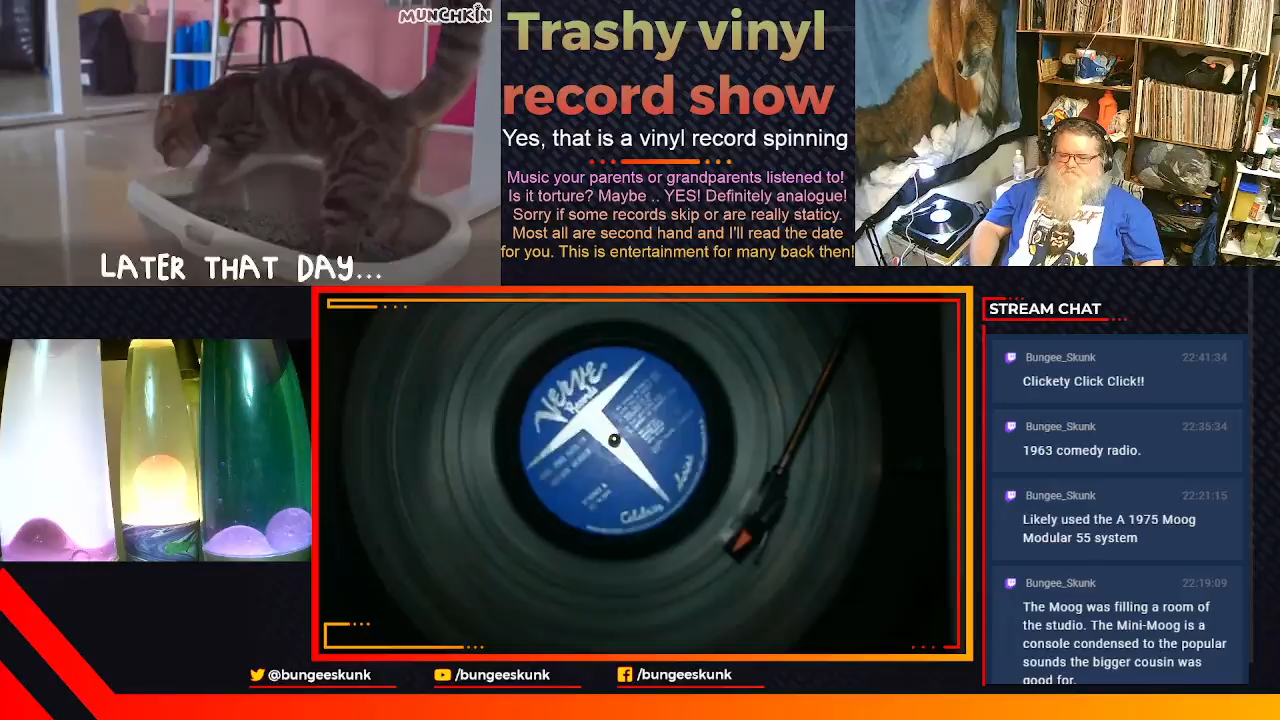 MUNCHKIN
LATER THAT DAY...
Trashy vinyl
record show
Yes, that is a vinyl record spinning
Music your parents or grandparents listened to!
Is it torture? Maybe .. YES! Definitely analogue!
Sorry if some records skip or are really staticy.
Most all are second hand and I'll read the date
for you. This is entertainment for many back then!
Verve
Records
Celebrity
Series
STREAM CHAT
Bungee_Skunk 22:41:34
Clickety Click Click!!
Bungee_Skunk 22:35:34
1963 comedy radio.
Bungee_Skunk 22:21:15
Likely used the A 1975 Moog
Modular 55 system
Bungee_Skunk 22:19:09
The Moog was filling a room of
the studio. The Mini-Moog is a
console condensed to the popular
sounds the bigger cousin was
good for.
@bungeeskunk
/bungeeskunk
/bungeeskunk